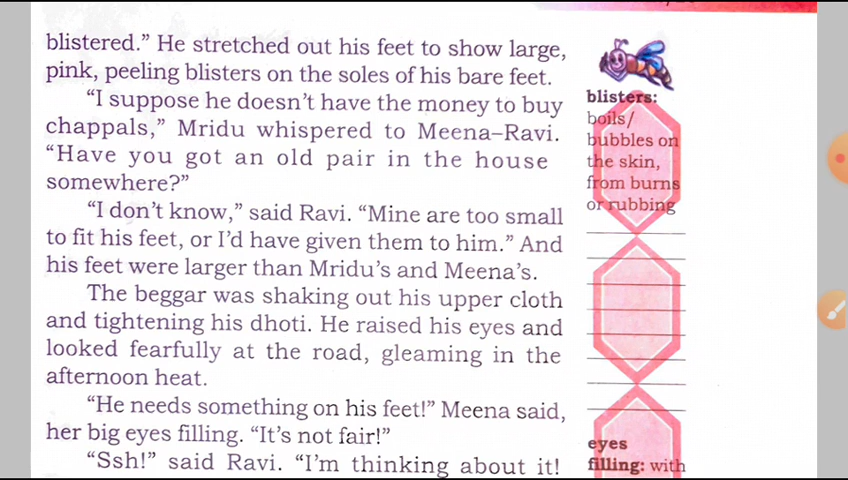 blistered.” He stretched out his feet to show large,
pink, peeling blisters on the soles of his bare feet.
“I suppose he doesn’t have the money to buy
chappals,” Mridu whispered to Meena–Ravi.
“Have you got an old pair in the house
somewhere?”
“I don’t know,” said Ravi. “Mine are too small
to fit his feet, or I’d have given them to him.” And
his feet were larger than Mridu’s and Meena’s.
The beggar was shaking out his upper cloth
and tightening his dhoti. He raised his eyes and
looked fearfully at the road, gleaming in the
afternoon heat.
“He needs something on his feet!” Meena said,
her big eyes filling. “It’s not fair!”
“Ssh!” said Ravi. “I’m thinking about it!
blisters:
boils/
bubbles on
the skin,
from burns
or rubbing
eyes
filling: with